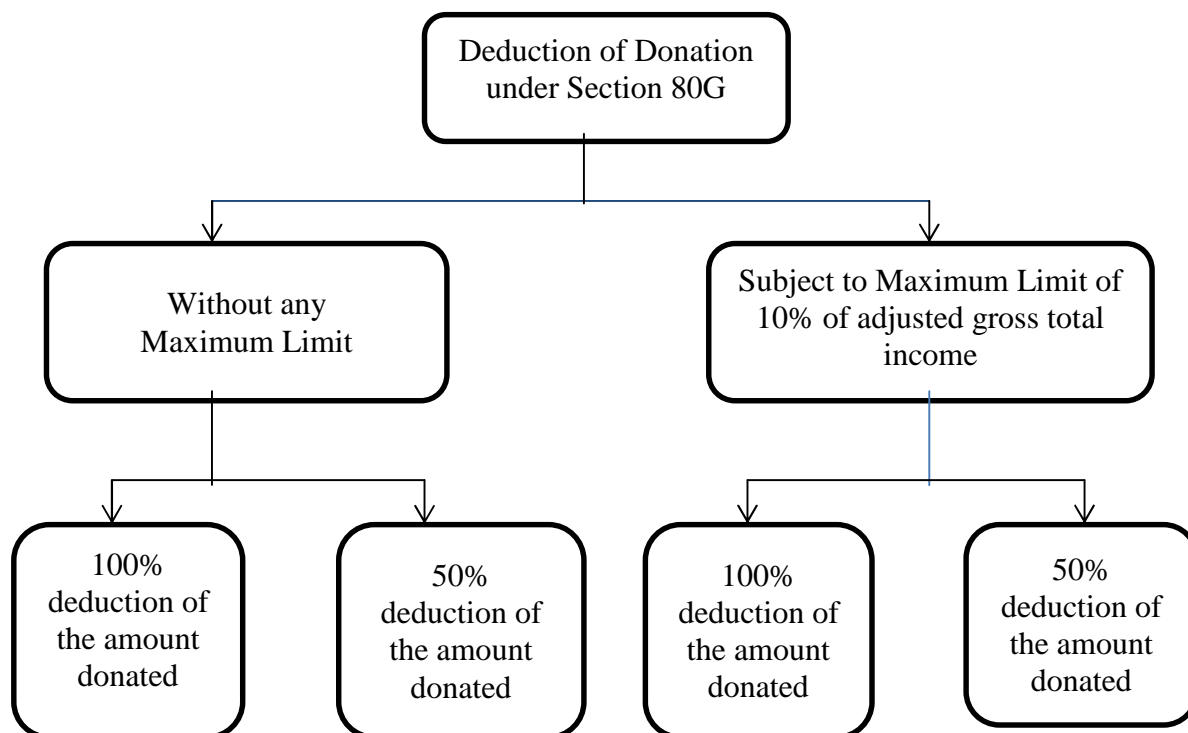 Deduction of Donation
under Section 80G
Without any
Maximum Limit
Subject to Maximum Limit of
10% of adjusted gross total
income
100%
deduction of
the amount
donated
50%
deduction of
the amount
donated
100%
deduction of
the amount
donated
50%
deduction of
the amount
donated